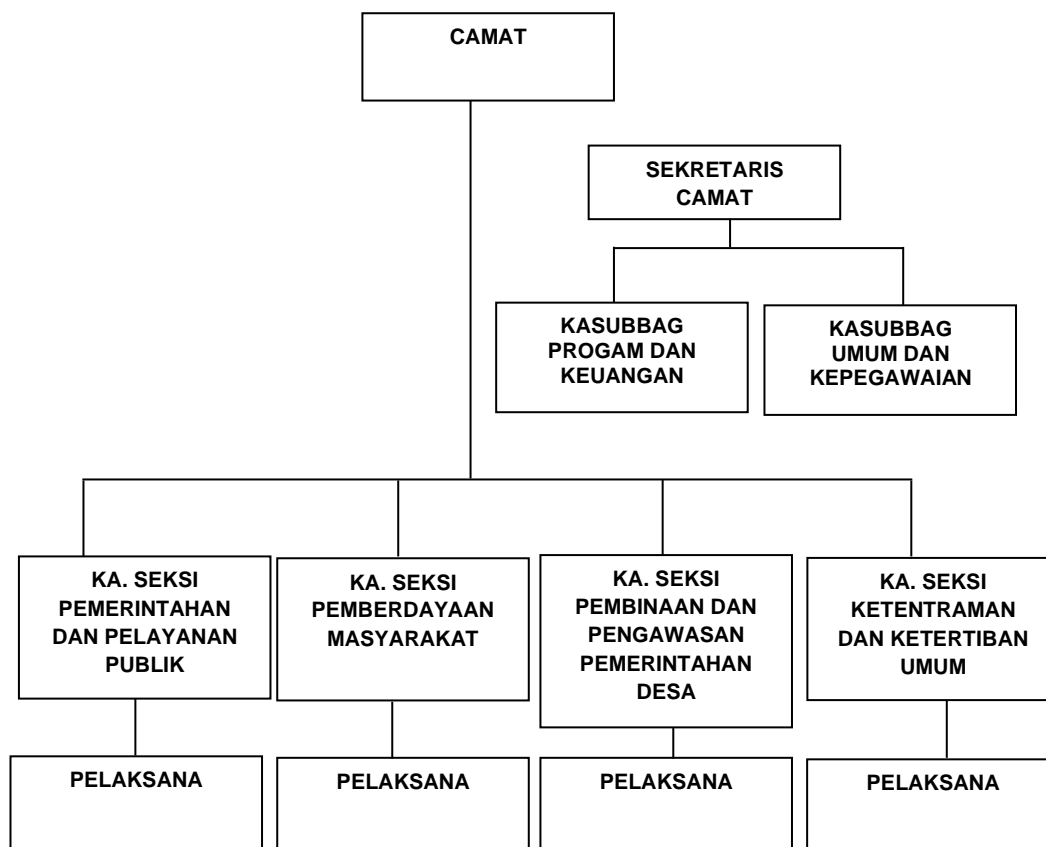 CAMAT
SEKRETARIS
CAMAT
KASUBBAG
PROGAM DAN
KEUANGAN
KASUBBAG
UMUM DAN
KEPEGAWAIAN
KA. SEKSI
PEMERINTAHAN
DAN PELAYANAN
PUBLIK
KA. SEKSI
PEMBERDAYAAN
MASYARAKAT
KA. SEKSI
PEMBINAAN DAN
PENGAWASAN
PEMERINTAHAN
DESA
KA. SEKSI
KETENTRAMAN
DAN KETERTIBAN
UMUM
PELAKSANA
PELAKSANA
PELAKSANA
PELAKSANA